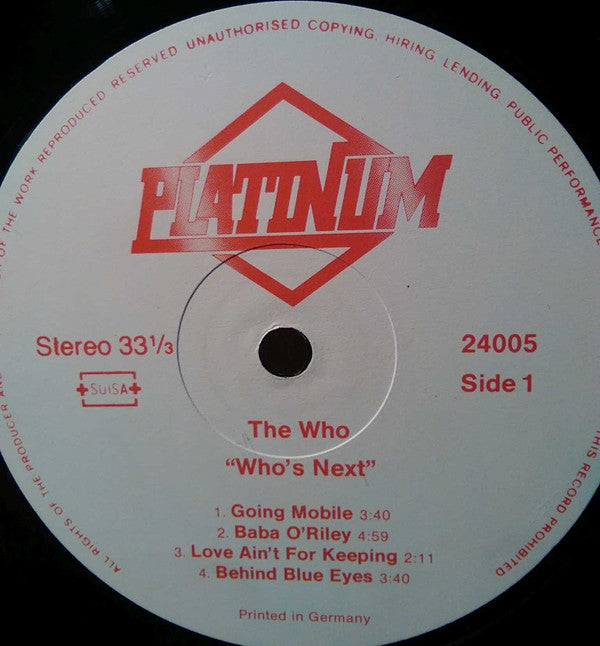 OF THE WORK REPRODUCED RESERVED UNAUTHORISED COPYING, HIRING, LENDING, PUBLIC PERFORMANCE
PLATINUM
Stereo 33⅓
24005
SUISA
Side 1
The Who
“Who's Next”
1. Going Mobile 3:40
2. Baba O'Riley 4:59
3. Love Ain't For Keeping 2:11
4. Behind Blue Eyes 3:40
Printed in Germany
ALL RIGHTS OF THE PRODUCER AND
THIS RECORD PROHIBITED